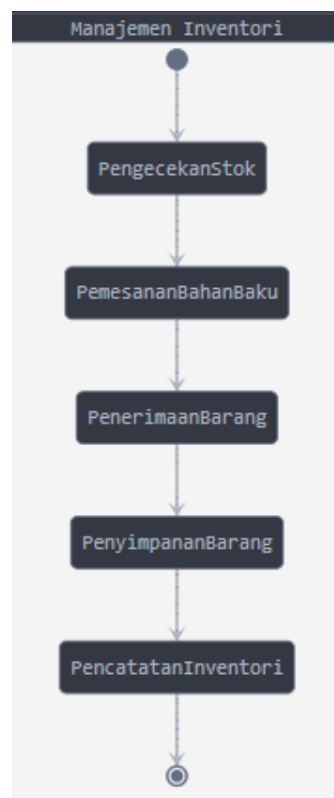 Manajemen Inventori
PengecekanStok
PemesananBahanBaku
PenerimaanBarang
PenyimpananBarang
PencatatanInventori